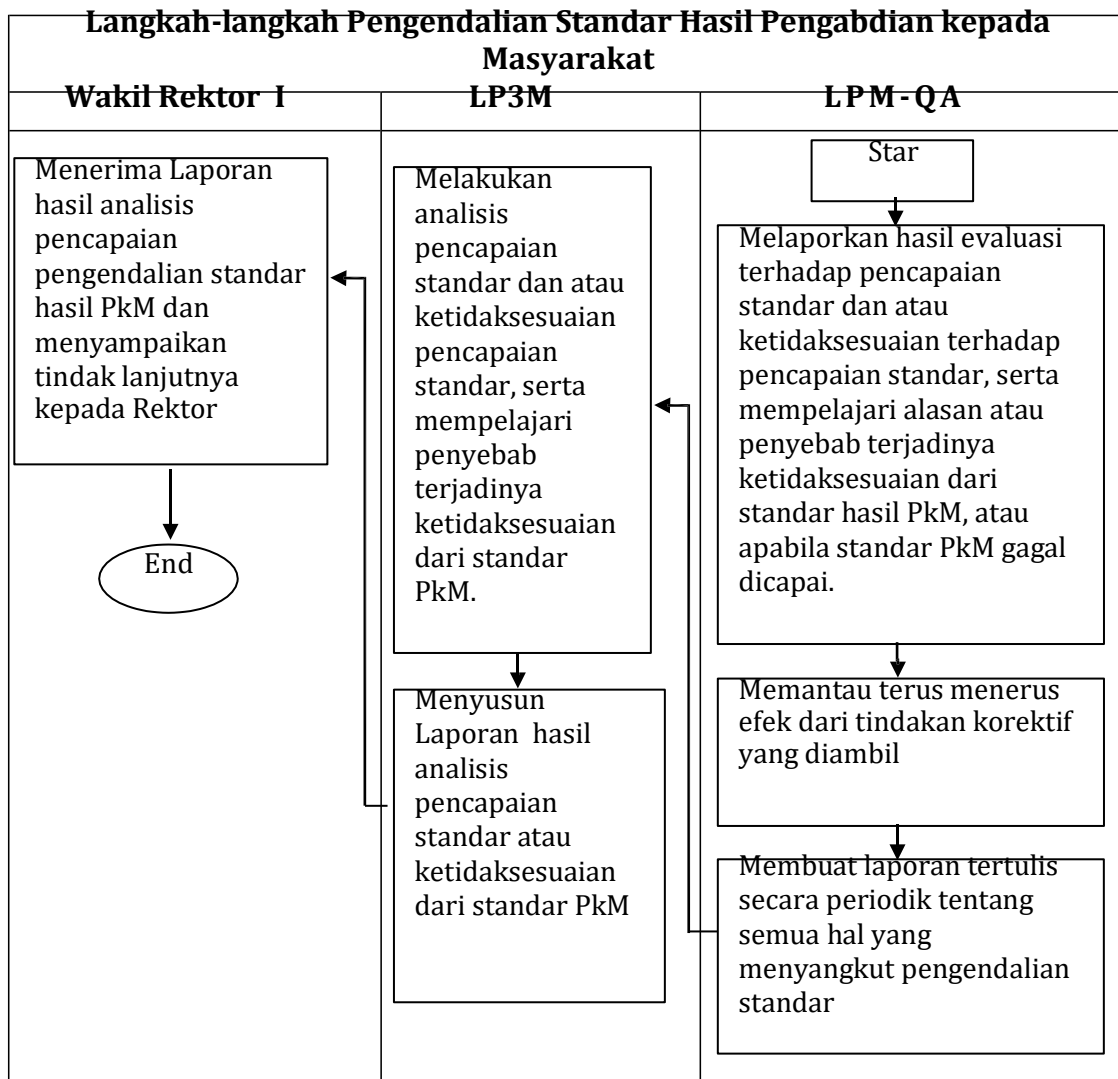 Langkah-langkah Pengendalian Standar Hasil Pengabdian kepada
Masyarakat
Wakil Rektor I
LP3M
LPM-QA
Menerima Laporan
hasil analisis
pencapaian
pengendalian standar
hasil PkM dan
menyampaikan
tindak lanjutnya
kepada Rektor
End
Melakukan
analisis
pencapaian
standar dan atau
ketidaksesuaian
pencapaian
standar, serta
mempelajari
penyebab
terjadinya
ketidaksesuaian
dari standar
PkM.
Menyusun
Laporan hasil
analisis
pencapaian
standar atau
ketidaksesuaian
dari standar PkM
Star
Melaporkan hasil evaluasi
terhadap pencapaian
standar dan atau
ketidaksesuaian terhadap
pencapaian standar, serta
mempelajari alasan atau
penyebab terjadinya
ketidaksesuaian dari
standar hasil PkM, atau
apabila standar PkM gagal
dicapai.
Memantau terus menerus
efek dari tindakan korektif
yang diambil
Membuat laporan tertulis
secara periodik tentang
semua hal yang
menyangkut pengendalian
standar